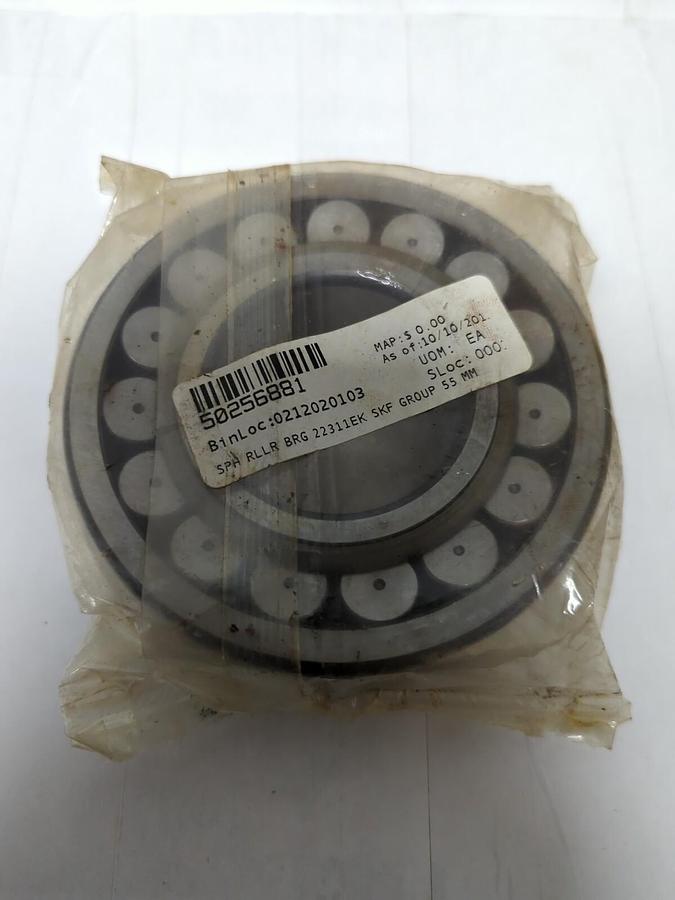 50256881
BinLoc:0212020103
MAP:$ 0.00
As of:10/10/201
UOM: EA
SLoc: 000
SPH RLLR BRG 22311EK SKF GROUP 55 MM